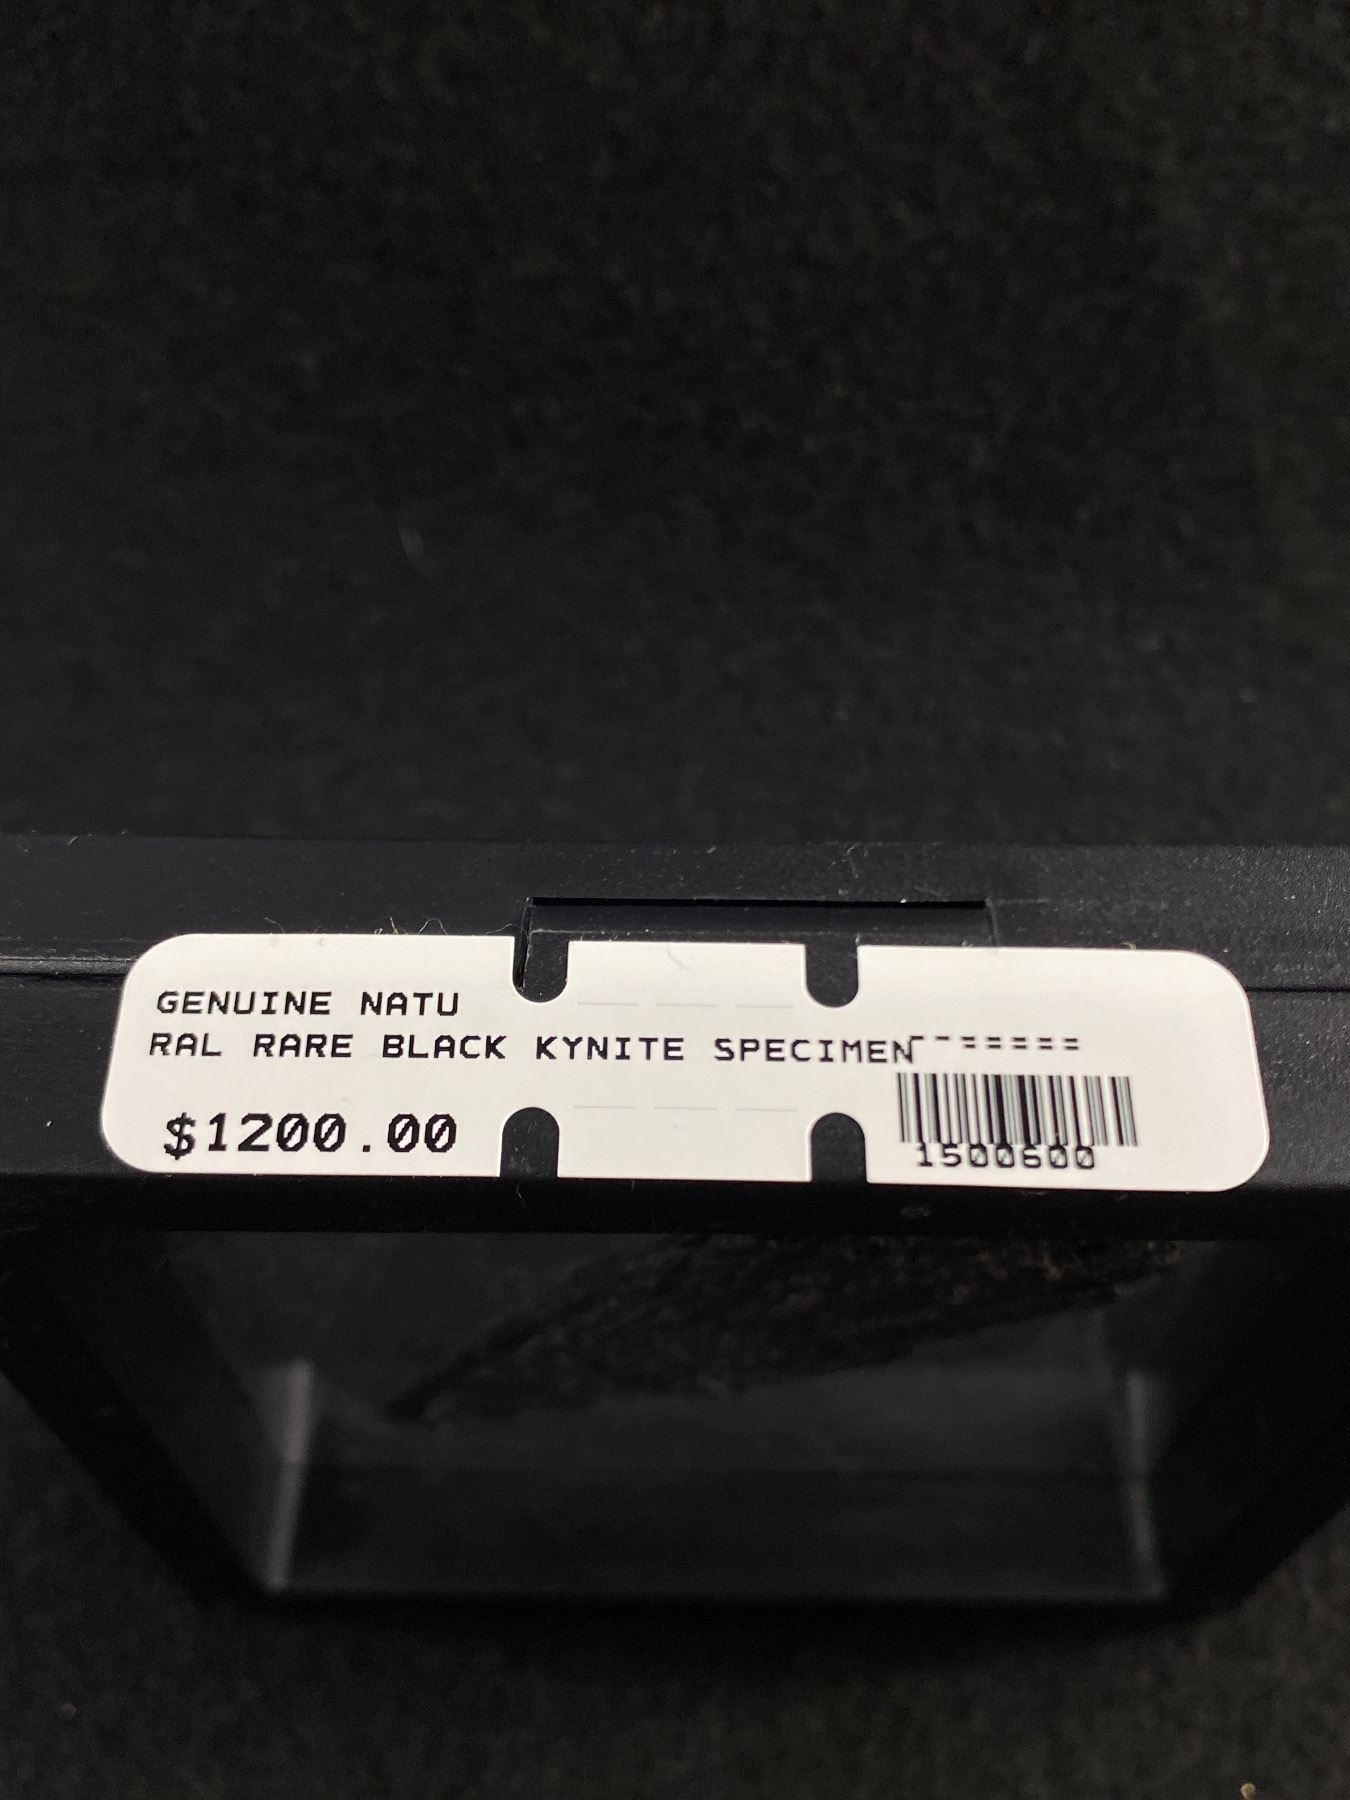 GENUINE NATU
RAL RARE BLACK KYNITE SPECIMEN
$1200.00
1500600